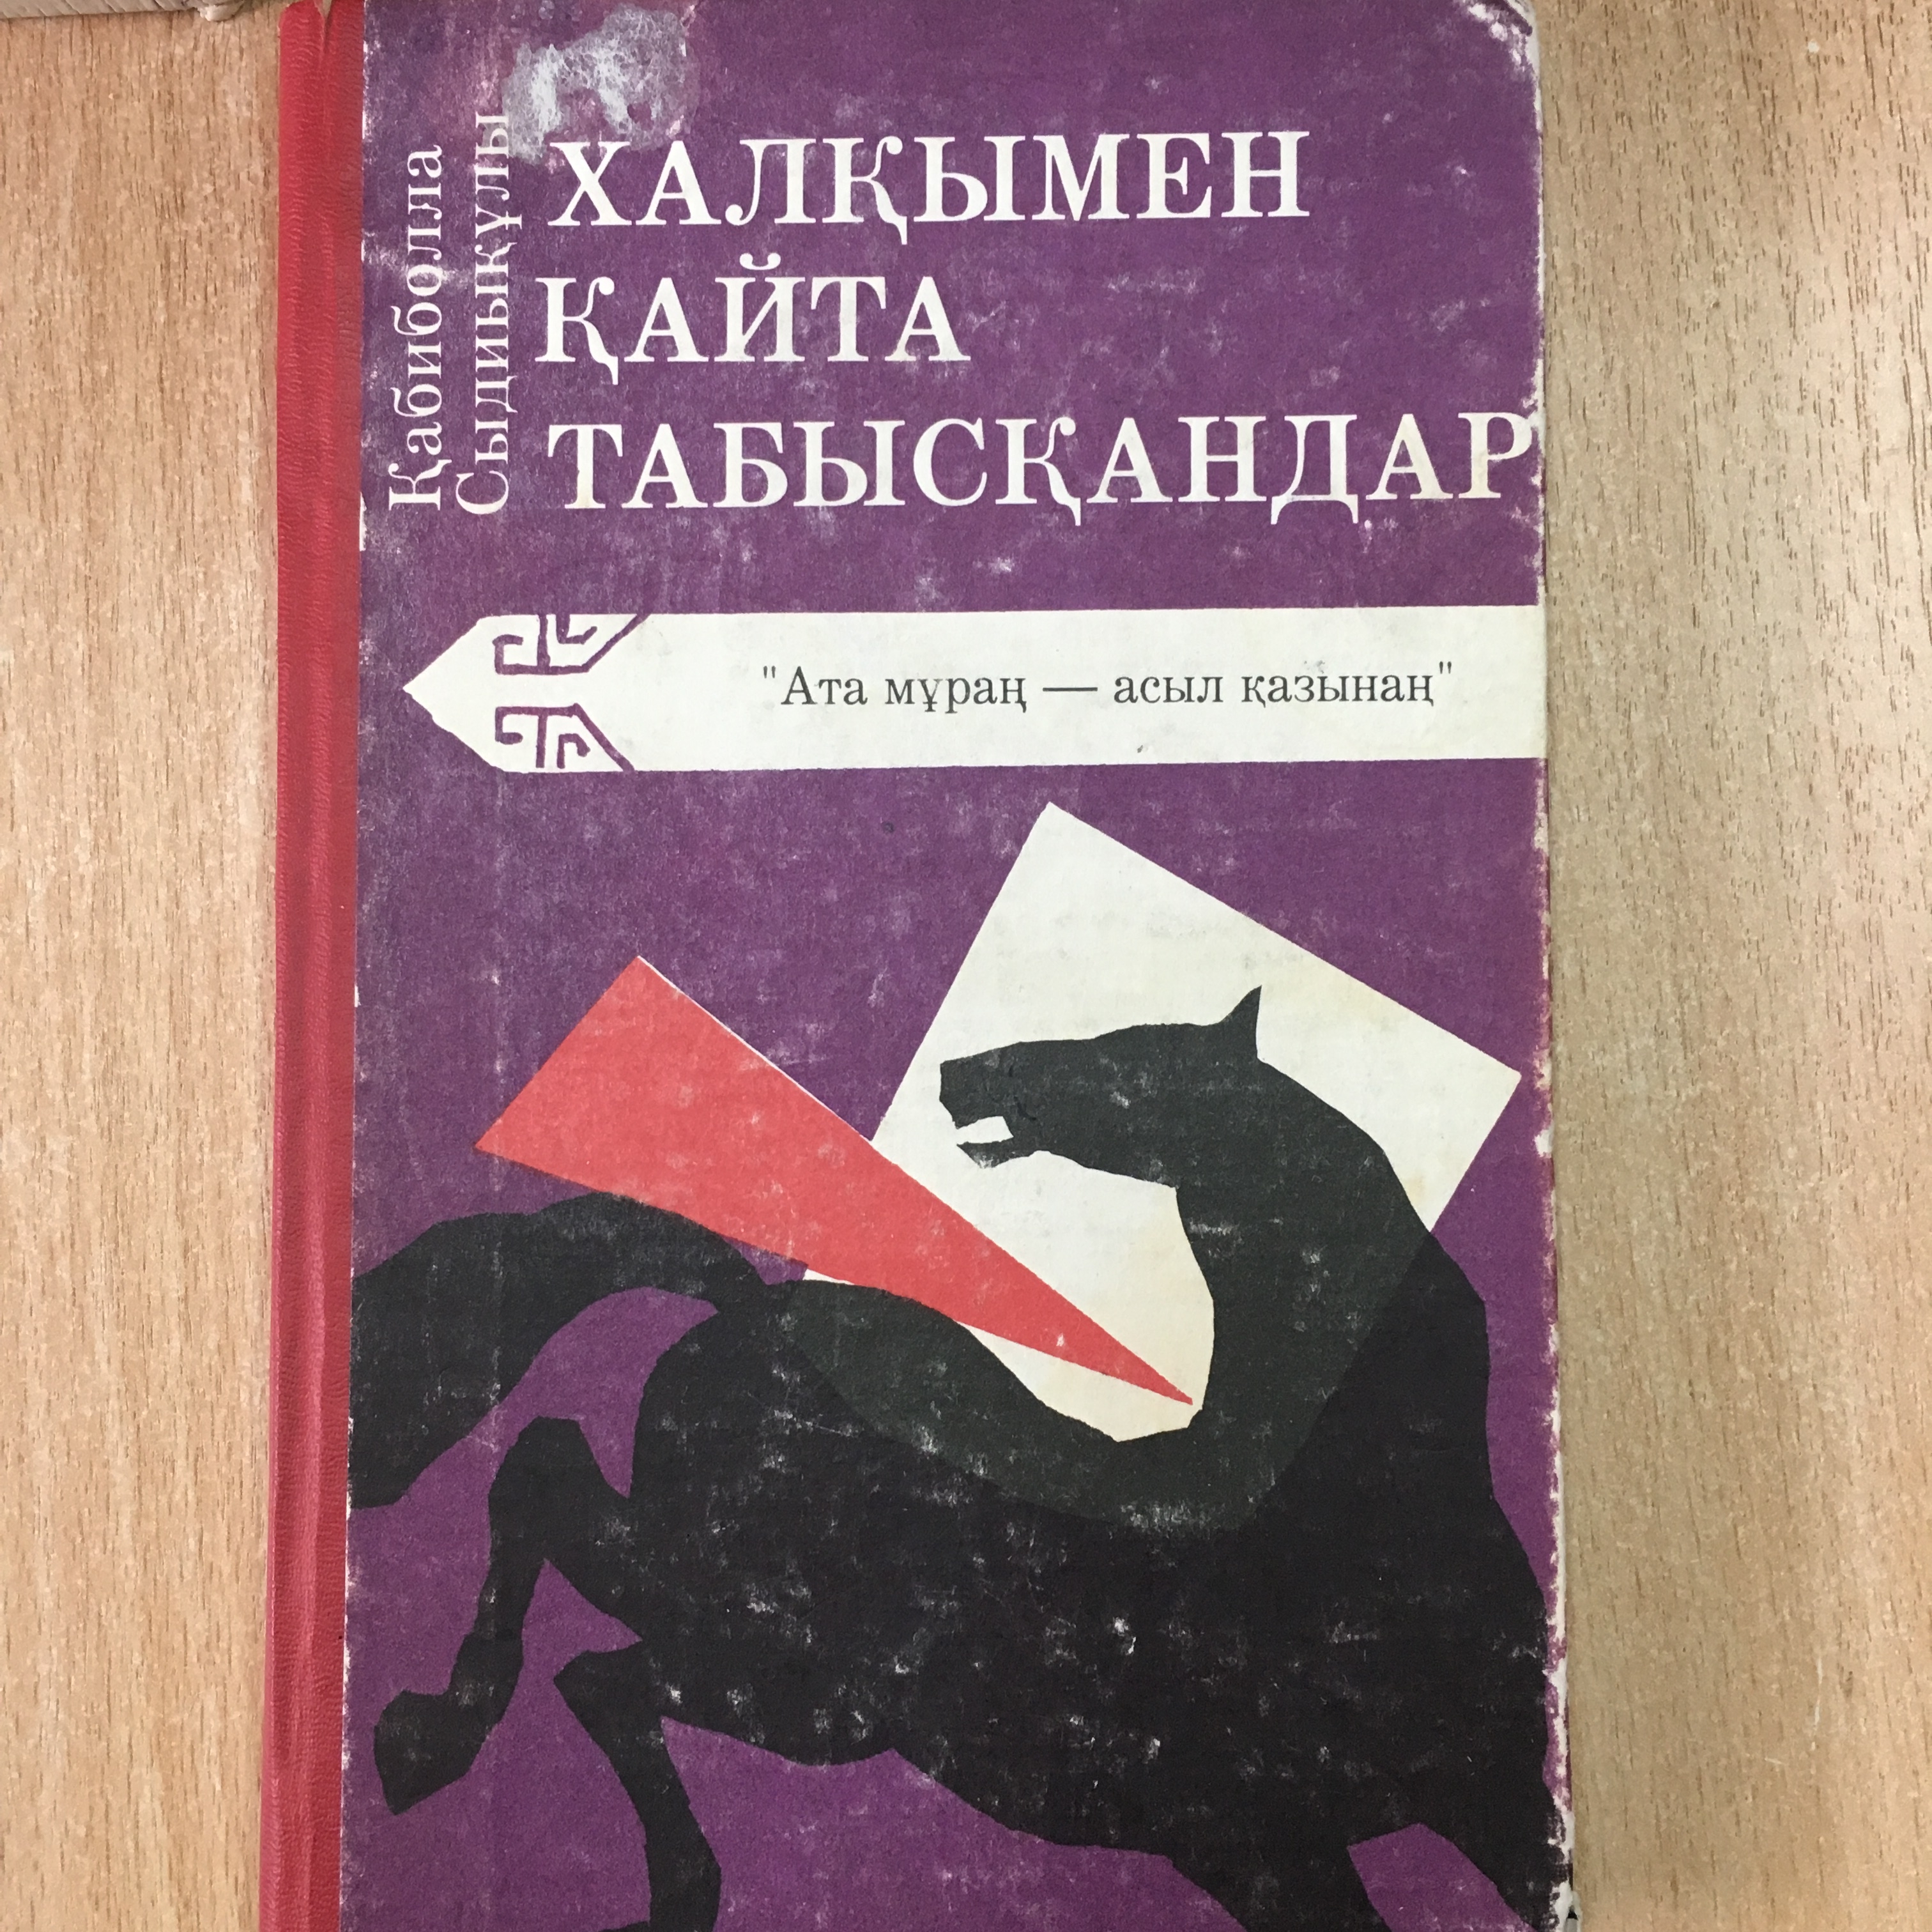 Қабиболла
Сыдиықұлы
ХАЛҚЫМЕН
ҚАЙТА
ТАБЫСҚАНДАР
"Ата мұраң — асыл қазынаң"